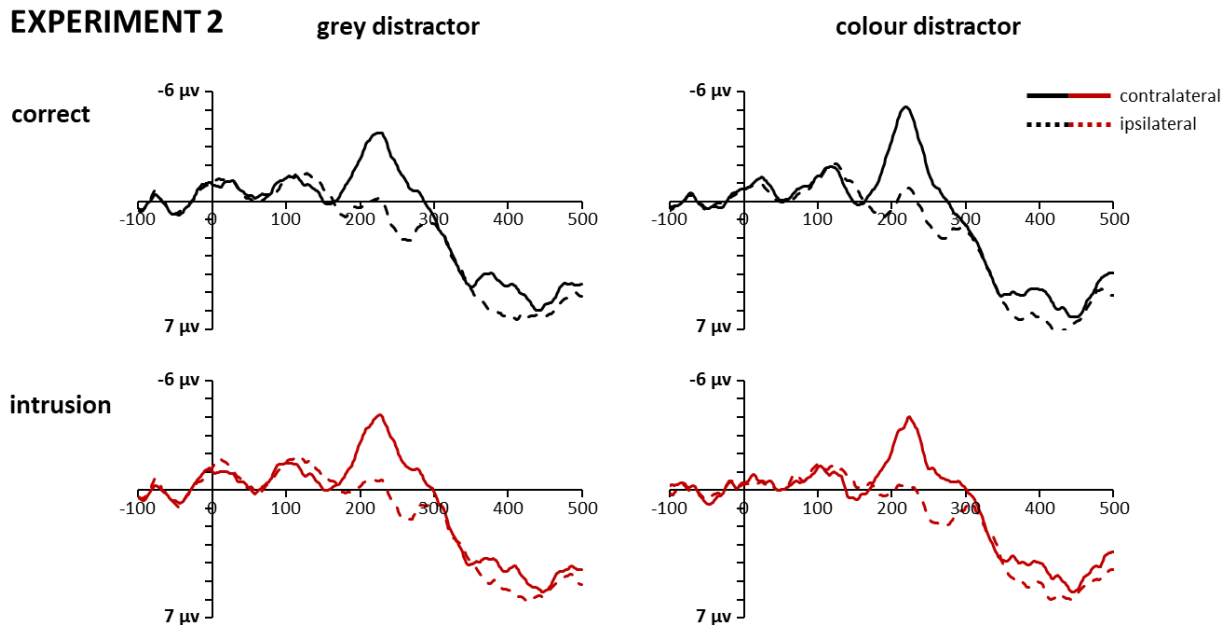 EXPERIMENT 2
grey distractor
colour distractor
correct
-6 μv
-100 0 100 200 300 400 500
7 μv
-6 μv
-100 0 100 200 300 400 500
7 μv
contralateral
ipsilateral
intrusion
-6 μv
-100 0 100 200 300 400 500
7 μv
-6 μv
-100 0 100 200 300 400 500
7 μv